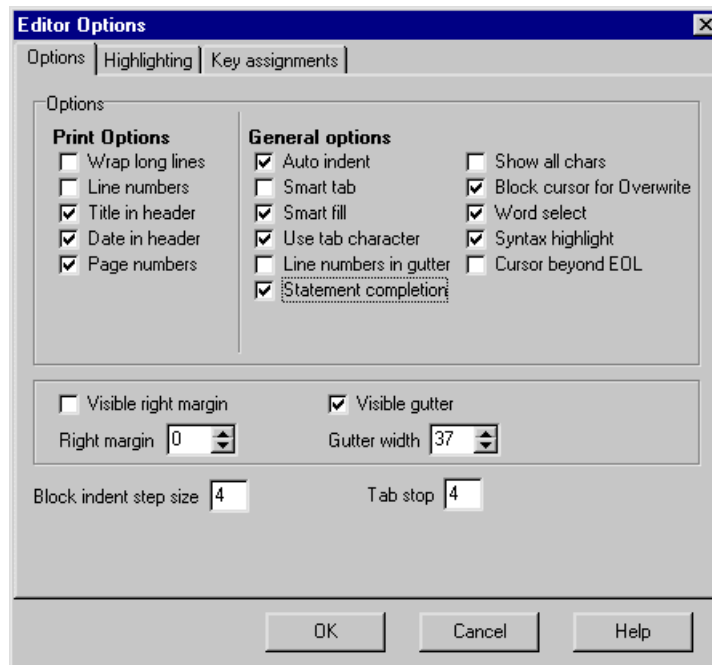 Editor Options
Options Highlighting Key assignments
Options
Print Options
Wrap long lines
Line numbers
Title in header
Date in header
Page numbers
General options
Auto indent
Smart tab
Smart fill
Use tab character
Line numbers in gutter
Statement completion
Show all chars
Block cursor for Overwrite
Word select
Syntax highlight
Cursor beyond EOL
Visible right margin
Visible gutter
Right margin 0
Gutter width 37
Block indent step size 4
Tab stop 4
OK Cancel Help